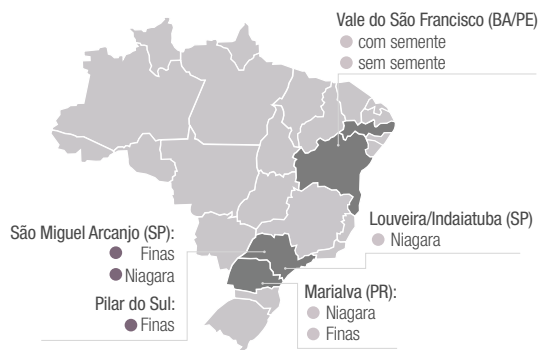 Vale do São Francisco (BA/PE)
com semente
sem semente
Louveira/Indaiatuba (SP)
Niagara
São Miguel Arcanjo (SP):
Finas
Niagara
Pilar do Sul:
Finas
Marialva (PR):
Niagara
Finas